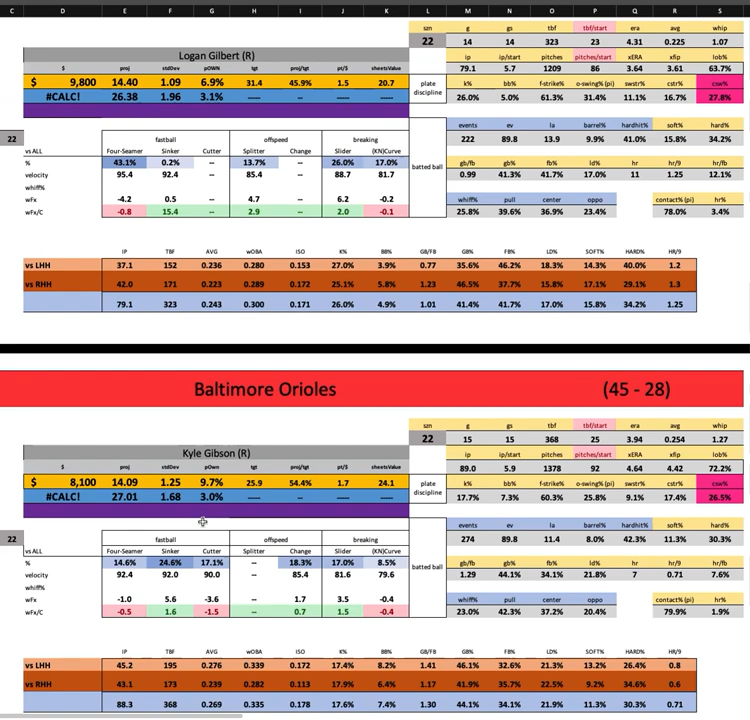 C D E F G H I J K L M N O P Q R S
szn g gs tbf tbf/start era avg whip
22 14 14 323 23 4.31 0.225 1.07
Logan Gilbert (R) ip ip/start pitches pitches/start xERA xfip lob%
79.1 5.7 1209 86 3.64 3.61 63.7%
$ proj stdDev pOWN tgt proj/tgt pt/$ sheetsValue
$ 9,800 14.40 1.09 6.9% 31.4 45.9% 1.5 20.7 plate discipline k% bb% f-strike% o-swing% (pi) swstr% cstr% csw%
#CALC! 26.38 1.96 3.1% ----- ---- -- ----- 26.0% 5.0% 61.3% 31.4% 11.1% 16.7% 27.8%
events ev la barrel% hardhit% soft% hard%
222 89.8 13.9 9.9% 41.0% 15.8% 34.2%
22 fastball offspeed breaking
vs ALL Four-Seamer Sinker Cutter Splitter Change Slider (KN)Curve batted ball
% 43.1% 0.2% -- 13.7% -- 26.0% 17.0% gb/fb gb% fb% ld% hr hr/9 hr/fb
velocity 95.4 92.4 -- 85.4 -- 88.7 81.7 0.99 41.3% 41.7% 17.0% 11 1.25 12.1%
whiff%
wFx -4.2 0.5 -- 4.7 -- 6.2 -0.2 whiff% pull center oppo contact% (pi) hr%
wFx/C -0.8 15.4 -- 2.9 -- 2.0 -0.1 25.8% 39.6% 36.9% 23.4% 78.0% 3.4%
IP TBF AVG wOBA ISO K% BB% GB/FB GB% FB% LD% SOFT% HARD% HR/9
vs LHH 37.1 152 0.236 0.280 0.153 27.0% 3.9% 0.77 35.6% 46.2% 18.3% 14.3% 40.0% 1.2
vs RHH 42.0 171 0.223 0.289 0.172 25.1% 5.8% 1.23 46.5% 37.7% 15.8% 17.1% 29.1% 1.3
79.1 323 0.243 0.300 0.171 26.0% 4.9% 1.01 41.4% 41.7% 17.0% 15.8% 34.2% 1.25
Baltimore Orioles (45 - 28)
szn g gs tbf tbf/start era avg whip
22 15 15 368 25 3.94 0.254 1.27
Kyle Gibson (R) ip ip/start pitches pitches/start xERA xfip lob%
89.0 5.9 1378 92 4.64 4.42 72.2%
$ proj stdDev pOwn tgt proj/tgt pt/$ sheetsValue
$ 8,100 14.09 1.25 9.7% 25.9 54.4% 1.7 24.1 plate discipline k% bb% f-strike% o-swing% (pi) swstr% cstr% csw%
#CALC! 27.01 1.68 3.0% ---- -- ---- ---- 17.7% 7.3% 60.3% 25.8% 9.1% 17.4% 26.5%
events ev la barrel% hardhit% soft% hard%
274 89.8 11.4 8.0% 42.3% 11.3% 30.3%
22 fastball offspeed breaking
vs ALL Four-Seamer Sinker Cutter Splitter Change Slider (KN)Curve batted ball
% 14.6% 24.6% 17.1% -- 18.3% 17.0% 8.5% gb/fb gb% fb% ld% hr hr/9 hr/fb
velocity 92.4 92.0 90.0 -- 85.4 81.6 79.6 1.29 44.1% 34.1% 21.8% 7 0.71 7.6%
whiff%
wFx -1.0 5.6 -3.6 -- 1.7 3.9 -0.4 whiff% pull center oppo contact% (pi) hr%
wFx/C -0.5 1.6 -1.5 0.7 1.5 -0.4 23.0% 42.3% 37.2% 20.4% 79.9% 1.9%
IP TBF AVG wOBA ISO K% BB% GB/FB GB% FB% LD% SOFT% HARD% HR/9
vs LHH 45.2 195 0.276 0.339 0.172 17.4% 8.2% 1.41 46.1% 32.6% 21.3% 13.2% 26.4% 0.8
vs RHH 43.1 173 0.239 0.282 0.113 17.9% 6.4% 1.17 41.9% 35.7% 22.5% 9.2% 34.6% 0.6
88.3 368 0.269 0.335 0.178 17.6% 7.4% 1.30 44.1% 34.1% 21.9% 11.3% 30.3% 0.71